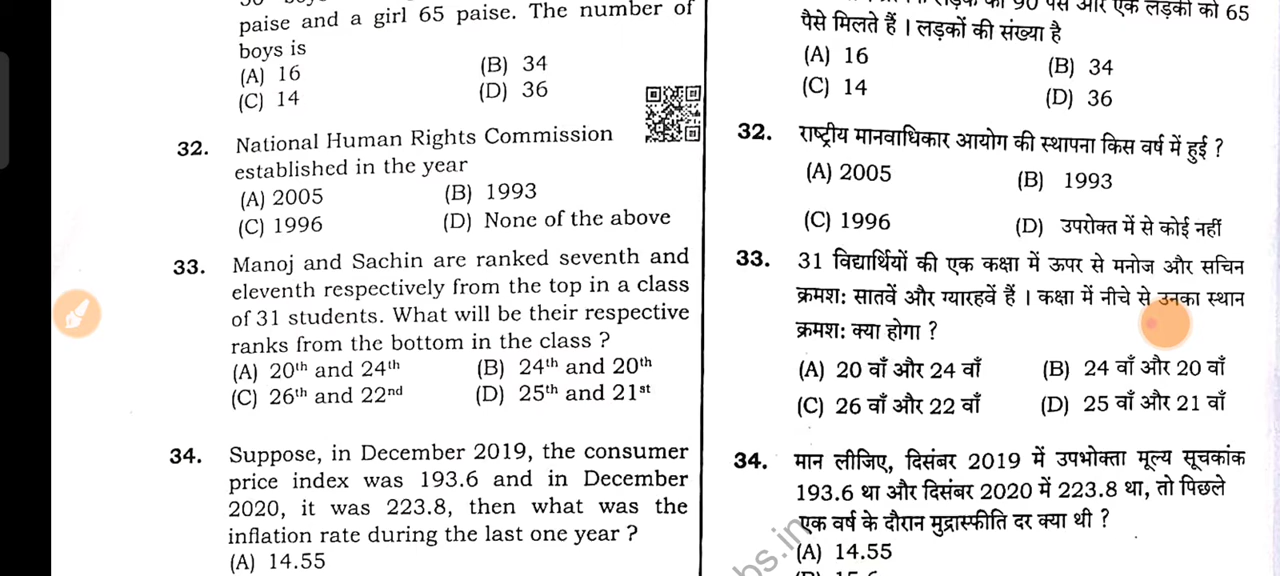 paise and a girl 65 paise. The number of
boys is
(A) 16 (B) 34
(C) 14 (D) 36
32. National Human Rights Commission
established in the year
(A) 2005 (B) 1993
(C) 1996 (D) None of the above
33. Manoj and Sachin are ranked seventh and
eleventh respectively from the top in a class
of 31 students. What will be their respective
ranks from the bottom in the class ?
(A) 20th and 24th (B) 24th and 20th
(C) 26th and 22nd (D) 25th and 21st
34. Suppose, in December 2019, the consumer
price index was 193.6 and in December
2020, it was 223.8, then what was the
inflation rate during the last one year ?
(A) 14.55
90 पैसे और एक लड़की को 65
पैसे मिलते हैं । लड़कों की संख्या है
(A) 16 (B) 34
(C) 14 (D) 36
32. राष्ट्रीय मानवाधिकार आयोग की स्थापना किस वर्ष में हुई ?
(A) 2005 (B) 1993
(C) 1996 (D) उपरोक्त में से कोई नहीं
33. 31 विद्यार्थियों की एक कक्षा में ऊपर से मनोज और सचिन
क्रमश: सातवें और ग्यारहवें हैं । कक्षा में नीचे से उनका स्थान
क्रमश: क्या होगा ?
(A) 20 वाँ और 24 वाँ (B) 24 वाँ और 20 वाँ
(C) 26 वाँ और 22 वाँ (D) 25 वाँ और 21 वाँ
34. मान लीजिए, दिसंबर 2019 में उपभोक्ता मूल्य सूचकांक
193.6 था और दिसंबर 2020 में 223.8 था, तो पिछले
एक वर्ष के दौरान मुद्रास्फीति दर क्या थी ?
(A) 14.55
bs.in